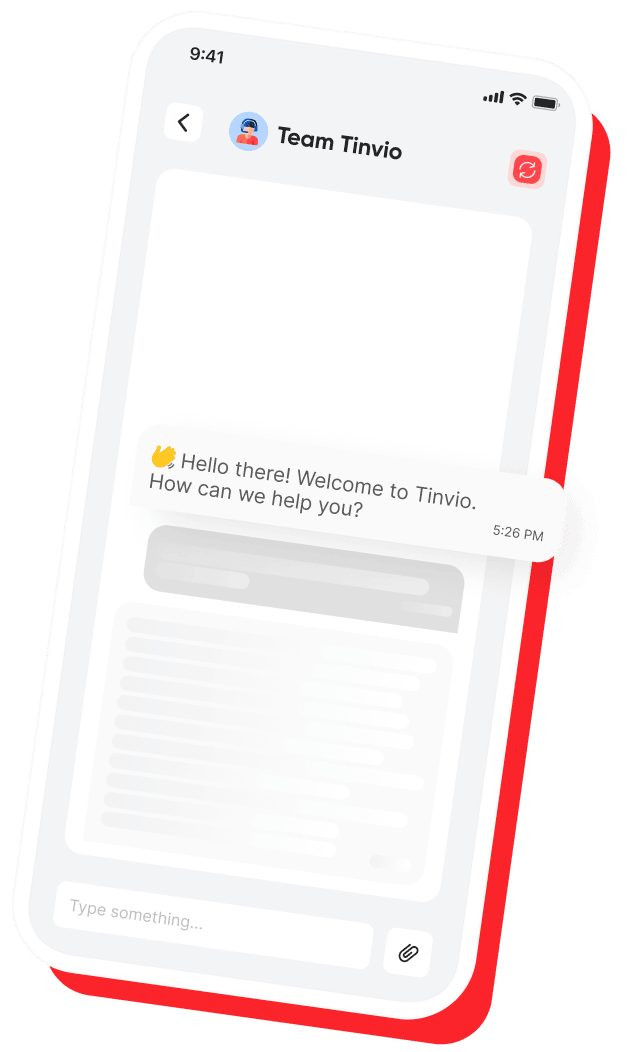 9:41
Team Tinvio
👋 Hello there! Welcome to Tinvio.
How can we help you?
5:26 PM
Type something...